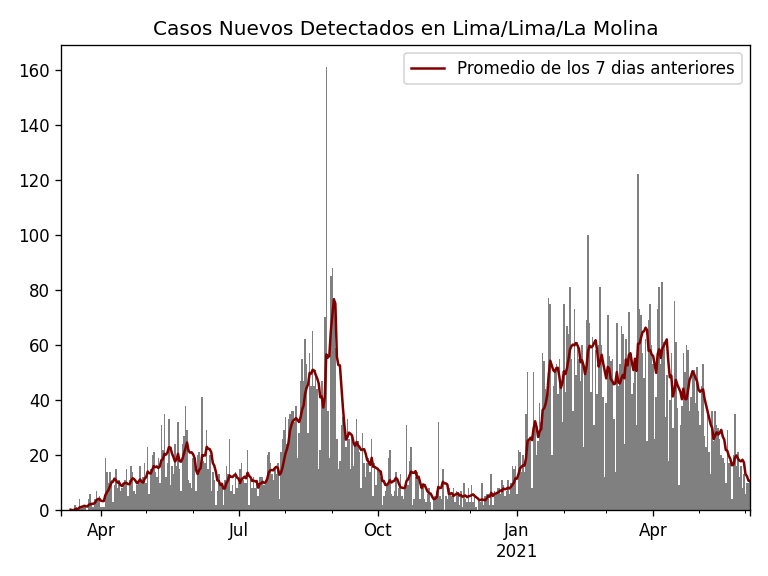 Casos Nuevos Detectados en Lima/Lima/La Molina
Promedio de los 7 dias anteriores
160
140
120
100
80
60
40
20
0
Apr
Jul
Oct
Jan
2021
Apr